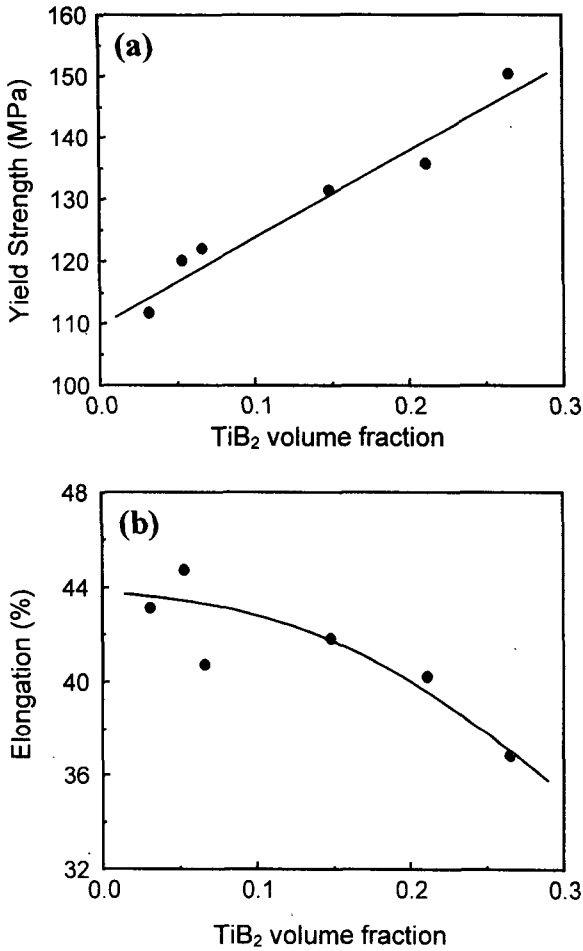 160
(a)
150
140
130
120
110
100
Yield Strength (MPa)
0.0 0.1 0.2 0.3
TiB₂ volume fraction
48
(b)
44
40
36
32
Elongation (%)
0.0 0.1 0.2 0.3
TiB₂ volume fraction